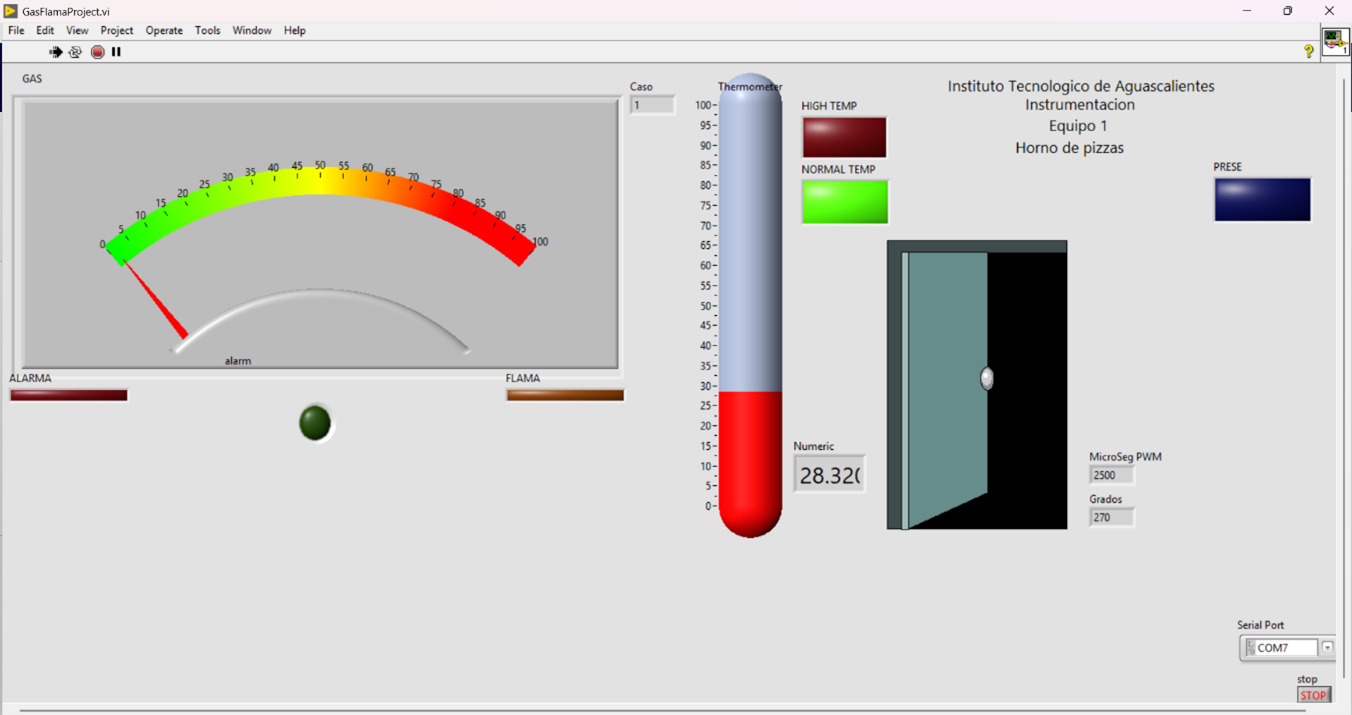 GasFlamaProject.vi
File Edit View Project Operate Tools Window Help
GAS
0 5 10 15 20 25 30 35 40 45 50 55 60 65 70 75 80 85 90 95 100
alarm
ALARMA
FLAMA
Caso
1
Thermometer
100
95
90
85
80
75
70
65
60
55
50
45
40
35
30
25
20
15
10
5
0
HIGH TEMP
NORMAL TEMP
Numeric
28.320
Instituto Tecnologico de Aguascalientes
Instrumentacion
Equipo 1
Horno de pizzas
PRESE
MicroSeg PWM
2500
Grados
270
Serial Port
COM7
stop
STOP
1